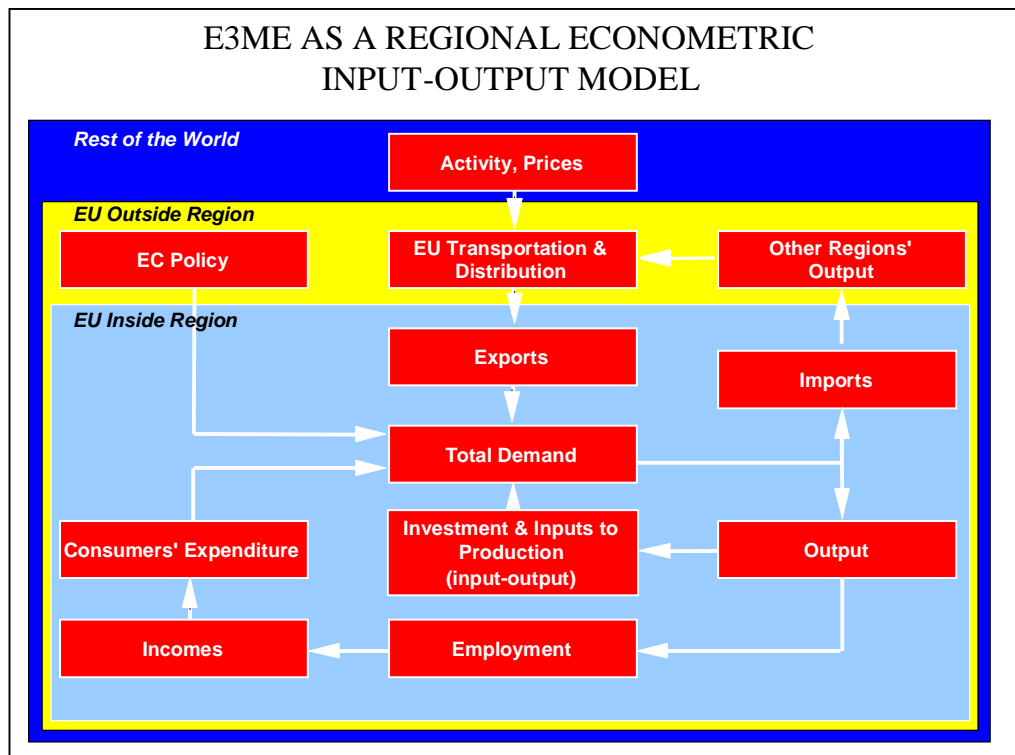 E3ME AS A REGIONAL ECONOMETRIC
INPUT-OUTPUT MODEL
Rest of the World
Activity, Prices
EU Outside Region
EC Policy
EU Transportation &
Distribution
Other Regions'
Output
EU Inside Region
Exports
Imports
Total Demand
Consumers' Expenditure
Investment & Inputs to
Production
(input-output)
Output
Incomes
Employment